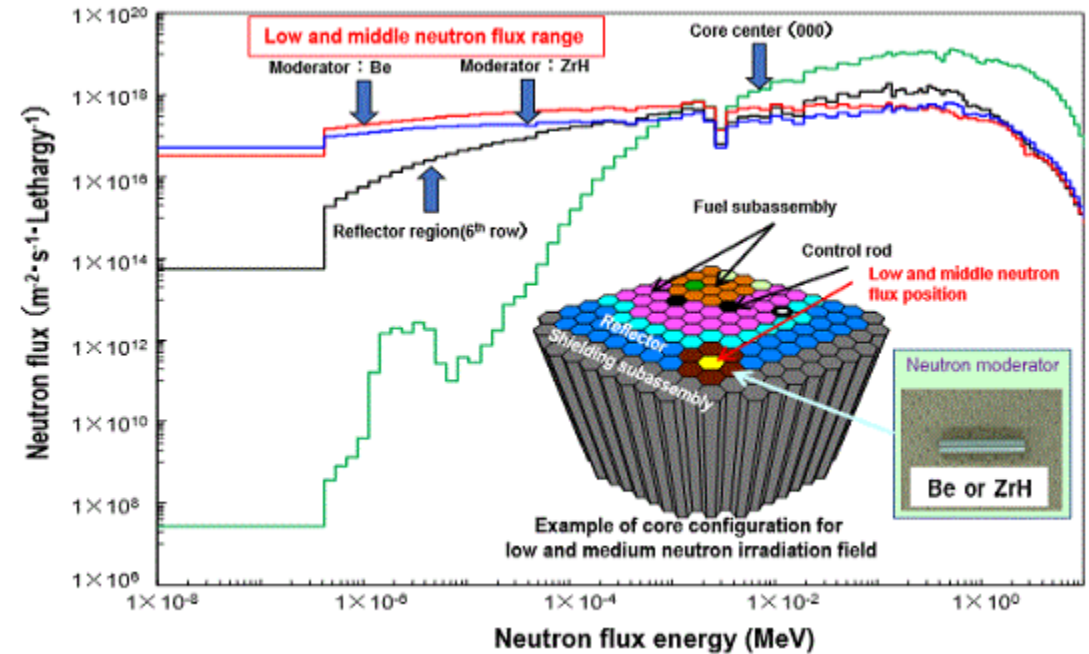 1×10²⁰
1×10¹⁸
1×10¹⁶
1×10¹⁴
1×10¹²
1×10¹⁰
1×10⁸
1×10⁶
Neutron flux (m⁻²·s⁻¹·Lethargy⁻¹)
Low and middle neutron flux range
Moderator：Be
Moderator：ZrH
Core center (000)
Reflector region(6ᵗʰ row)
Fuel subassembly
Control rod
Low and middle neutron
flux position
Reflector
Shielding subassembly
Neutron moderator
Be or ZrH
Example of core configuration for
low and medium neutron irradiation field
1×10⁻⁸
1×10⁻⁶
1×10⁻⁴
1×10⁻²
1×10⁰
Neutron flux energy (MeV)